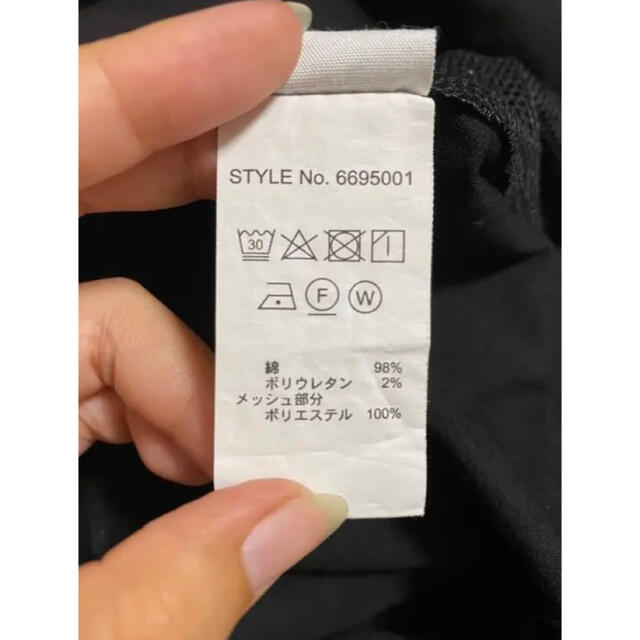 STYLE No. 6695001
30
F W
綿 98%
ポリウレタン 2%
メッシュ部分
ポリエステル 100%